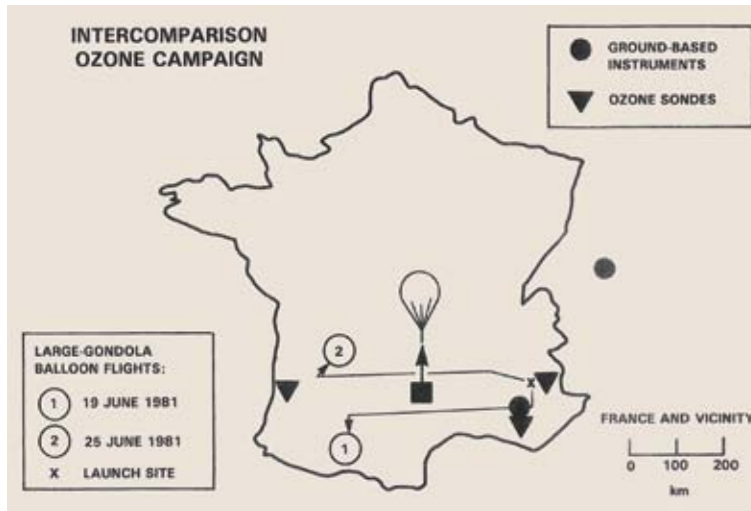 INTERCOMPARISON
OZONE CAMPAIGN
GROUND-BASED
INSTRUMENTS
OZONE SONDES
2
LARGE-GONDOLA
BALLOON FLIGHTS:
1 19 JUNE 1981
2 25 JUNE 1981
X LAUNCH SITE
X
1
FRANCE AND VICINITY
0 100 200
km